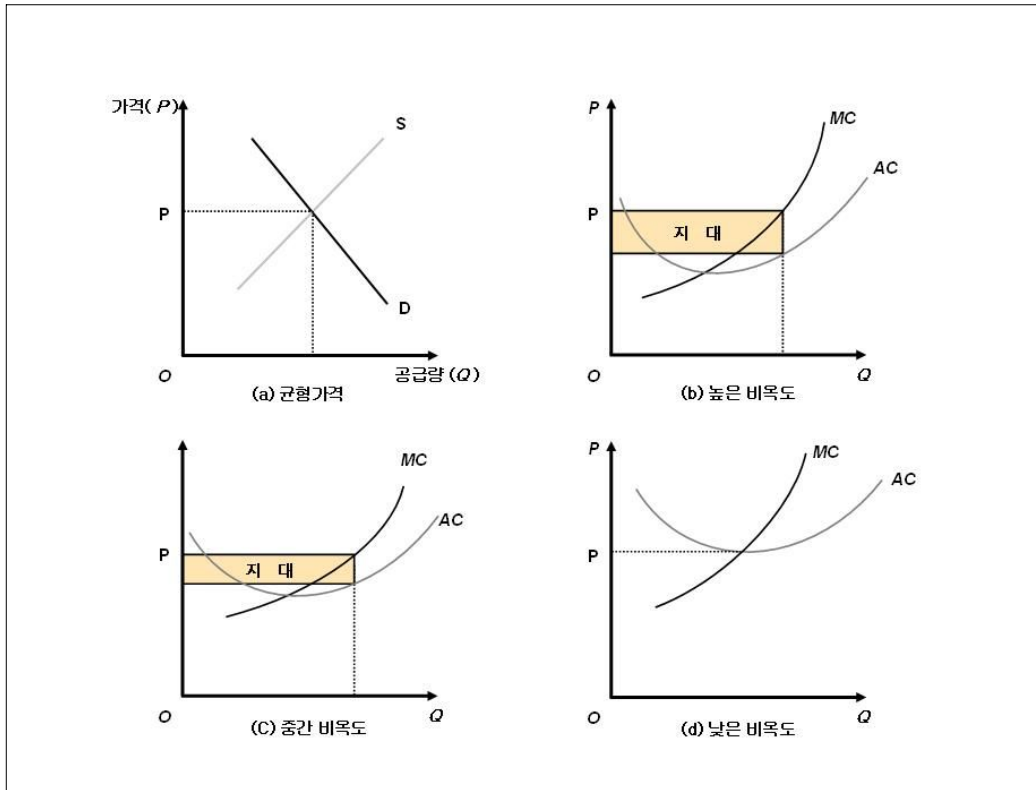 가격( P )
S
P
D
O
공급량 (Q)
(a) 균형가격
P
MC
AC
P
지 대
O
Q
(b) 높은 비옥도
MC
AC
P
지 대
O
Q
(C) 중간 비옥도
P
MC
AC
P
O
Q
(d) 낮은 비옥도